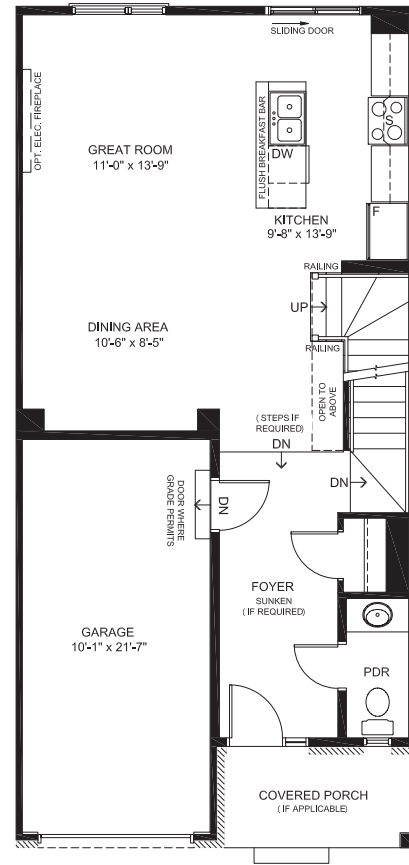 SLIDING DOOR
OPT. ELEC. FIREPLACE
GREAT ROOM
11'-0" x 13'-9"
FLUSH BREAKFAST BAR
DW
S
KITCHEN
9'-8" x 13'-9"
F
RAILING
UP
DINING AREA
10'-6" x 8'-5"
RAILING
OPEN TO
ABOVE
(STEPS IF
REQUIRED)
DN
DN
DOOR WHERE
GRADE PERMITS
DN
FOYER
SUNKEN
(IF REQUIRED)
GARAGE
10'-1" x 21'-7"
PDR
COVERED PORCH
(IF APPLICABLE)